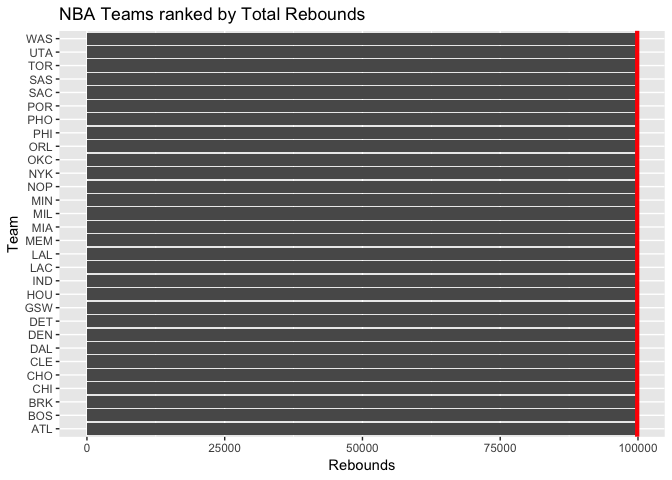 NBA Teams ranked by Total Rebounds
WAS
UTA
TOR
SAS
SAC
POR
PHO
PHI
ORL
OKC
NYK
NOP
MIN
MIL
MIA
MEM
LAL
LAC
IND
HOU
GSW
DET
DEN
DAL
CLE
CHO
CHI
BRK
BOS
ATL
Team
0 25000 50000 75000 100000
Rebounds